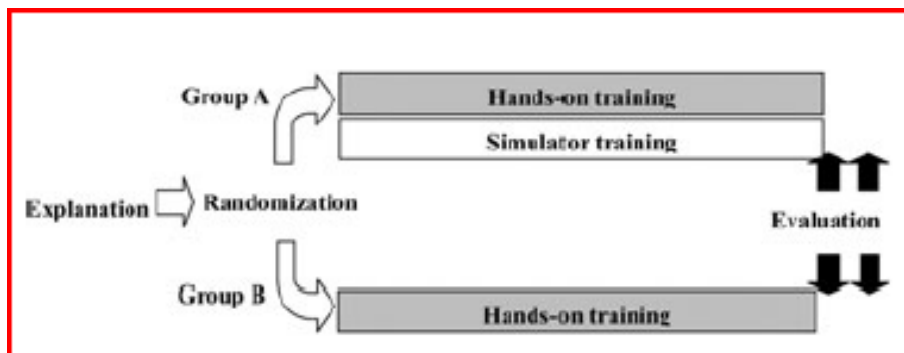 Group A
Hands-on training
Simulator training
Explanation
Randomization
Evaluation
Group B
Hands-on training